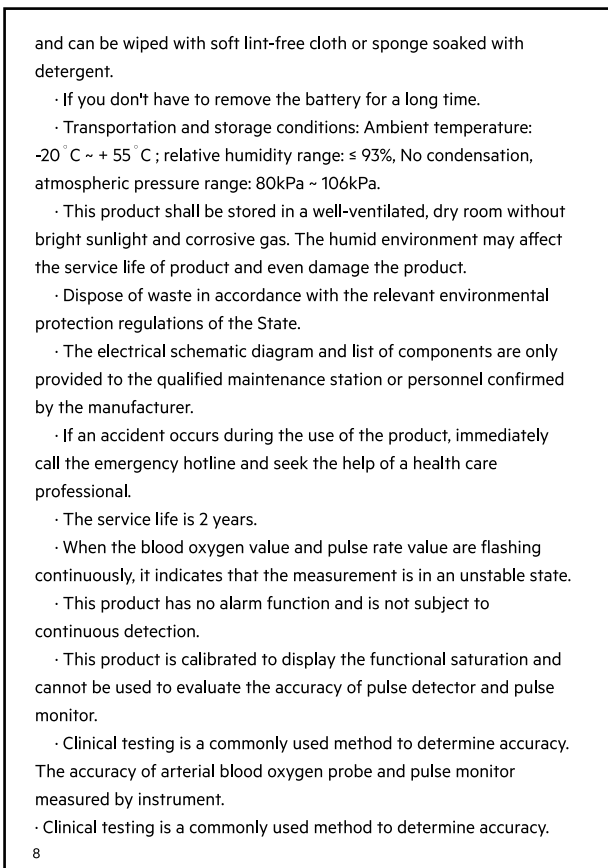 and can be wiped with soft lint-free cloth or sponge soaked with
detergent.
· If you don't have to remove the battery for a long time.
· Transportation and storage conditions: Ambient temperature:
-20°C ~ + 55°C ; relative humidity range: ≤ 93%, No condensation,
atmospheric pressure range: 80kPa ~ 106kPa.
· This product shall be stored in a well-ventilated, dry room without
bright sunlight and corrosive gas. The humid environment may affect
the service life of product and even damage the product.
· Dispose of waste in accordance with the relevant environmental
protection regulations of the State.
· The electrical schematic diagram and list of components are only
provided to the qualified maintenance station or personnel confirmed
by the manufacturer.
· If an accident occurs during the use of the product, immediately
call the emergency hotline and seek the help of a health care
professional.
· The service life is 2 years.
· When the blood oxygen value and pulse rate value are flashing
continuously, it indicates that the measurement is in an unstable state.
· This product has no alarm function and is not subject to
continuous detection.
· This product is calibrated to display the functional saturation and
cannot be used to evaluate the accuracy of pulse detector and pulse
monitor.
· Clinical testing is a commonly used method to determine accuracy.
The accuracy of arterial blood oxygen probe and pulse monitor
measured by instrument.
· Clinical testing is a commonly used method to determine accuracy.
8